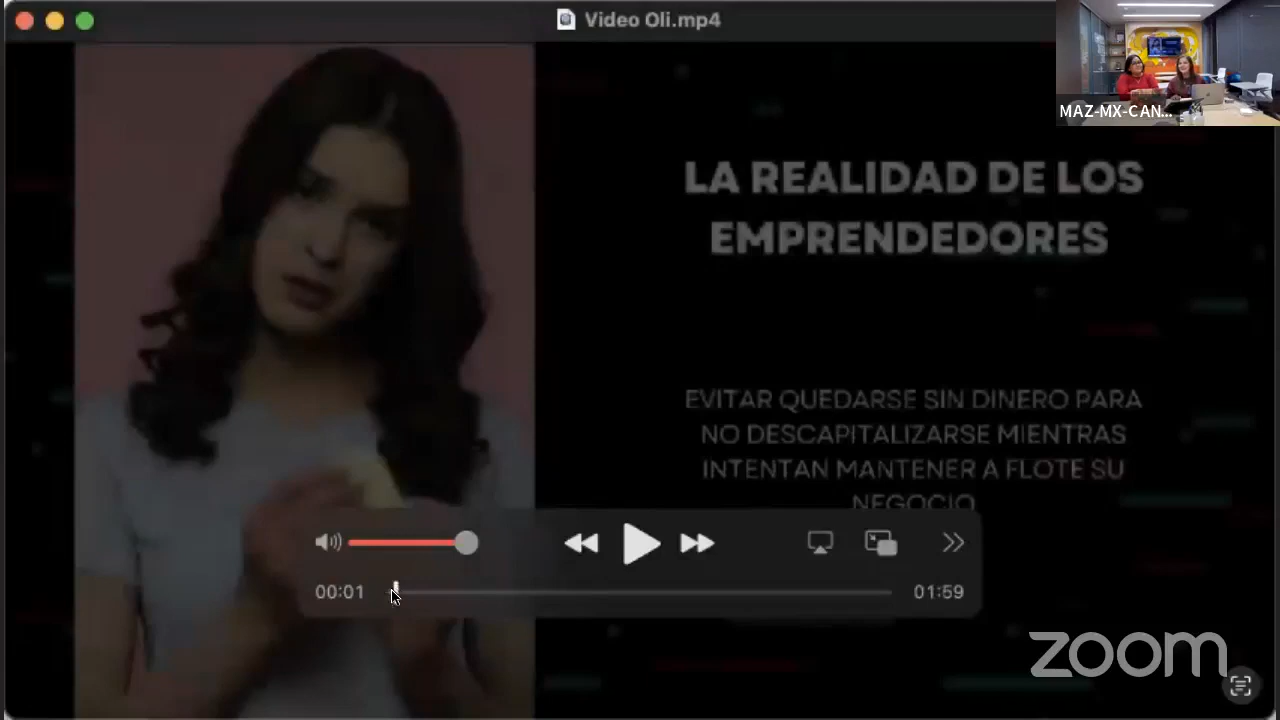 Video Oli.mp4
MAZ-MX-CAN...
LA REALIDAD DE LOS
EMPRENDEDORES
EVITAR QUEDARSE SIN DINERO PARA
NO DESCAPITALIZARSE MIENTRAS
INTENTAN MANTENER A FLOTE SU
NEGOCIO
00:01
01:59
zoom